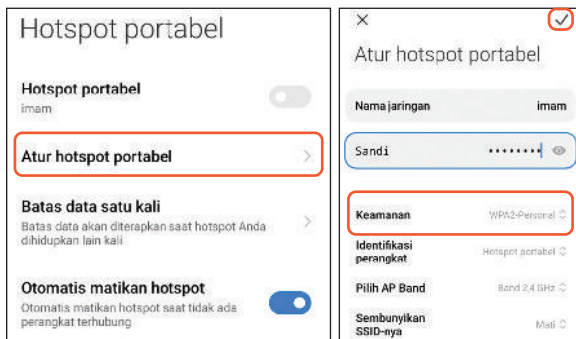 Hotspot portabel
Hotspot portabel
imam
Atur hotspot portabel
Batas data satu kali
Batas data akan diterapkan saat hotspot Anda
dihidupkan lain kali
Otomatis matikan hotspot
Otomatis matikan hotspot saat tidak ada
perangkat terhubung
Atur hotspot portabel
Nama jaringan imam
Sandi ••••••••
Keamanan WPA2-Personal
Identifikasi
perangkat Hotspot portabel
Pilih AP Band Band 2,4 GHz
Sembunyikan
SSID-nya Mati